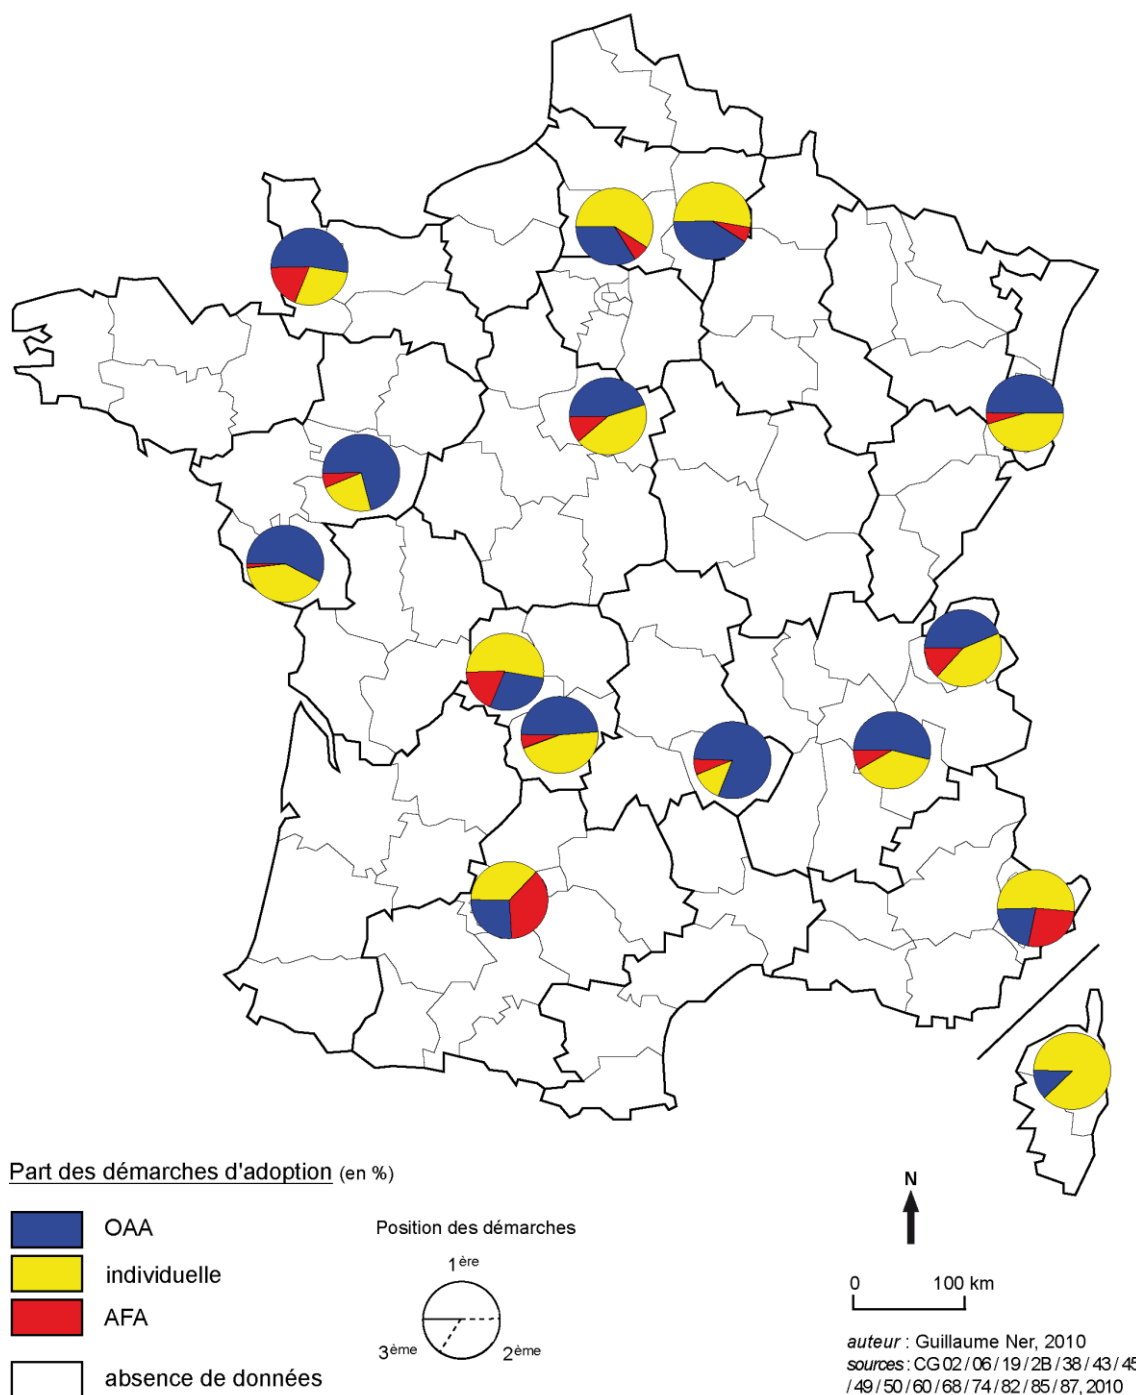 Part des démarches d'adoption (en %)
OAA
individuelle
AFA
absence de données
Position des démarches
1ère
3ème
2ème
N
0 100 km
auteur : Guillaume Ner, 2010
sources : CG 02 / 06 / 19 / 2B / 38 / 43 / 45
/ 49 / 50 / 60 / 68 / 74 / 82 / 85 / 87, 2010